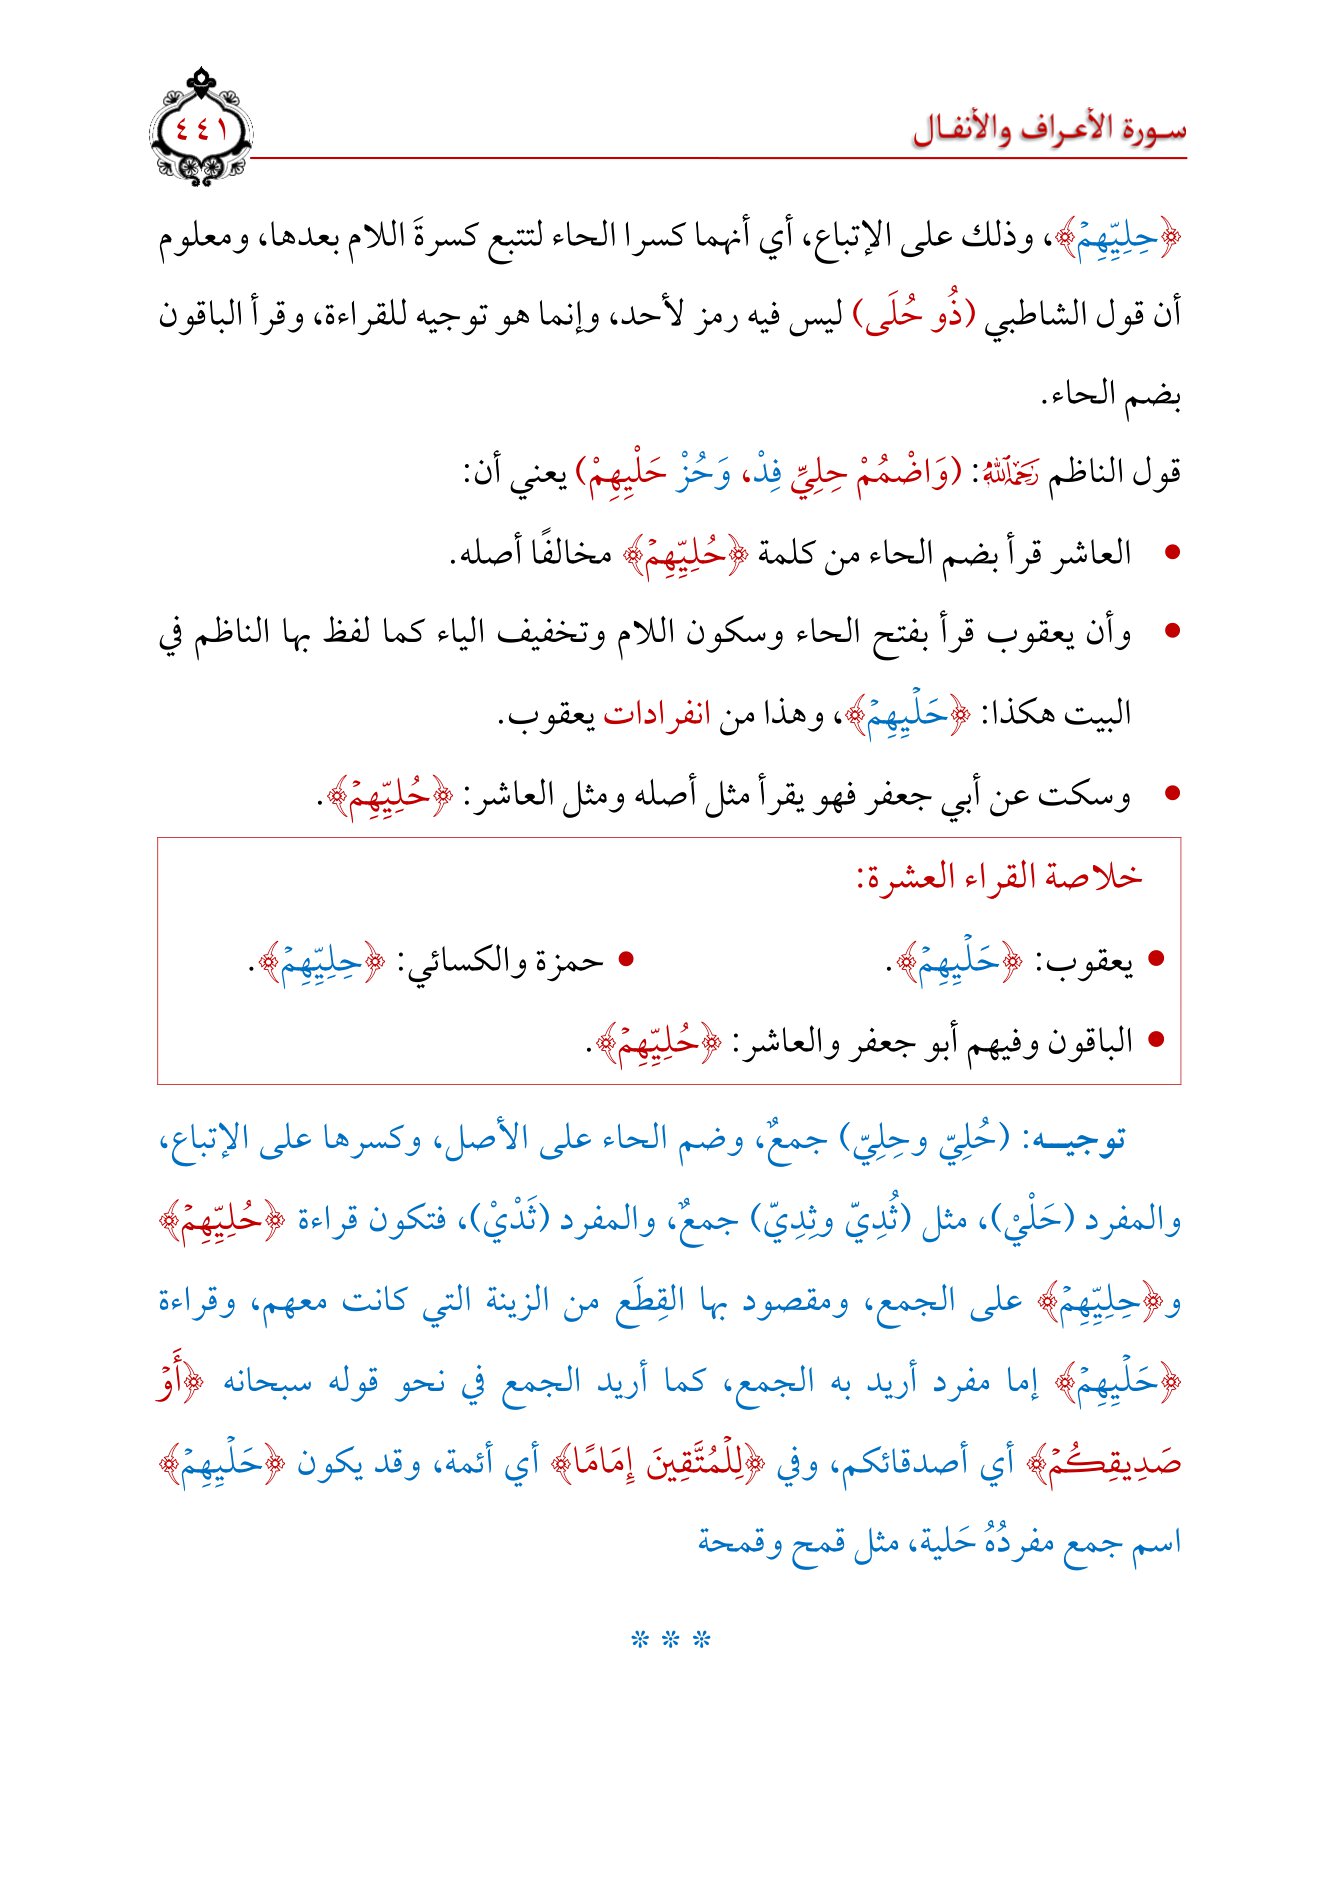 سـورة الأعـراف والأنفـال
٤٤١
﴿حِلِيِّهِمْ﴾، وذلك على الإتباع، أي أنهما كسرا الحاء لتتبع كسرةَ اللام بعدها، ومعلوم
أن قول الشاطبي (ذُو حُلَى) ليس فيه رمز لأحد، وإنما هو توجيه للقراءة، وقرأ الباقون
بضم الحاء.
قول الناظم رَحِمَهُ ٱللَّهُ: (وَاضْمُمْ حِلِيِّ فِدْ، وَحُزْ حَلْيِهِمْ) يعني أن:
• العاشر قرأ بضم الحاء من كلمة ﴿حُلِيِّهِمْ﴾ مخالفًا أصله.
• وأن يعقوب قرأ بفتح الحاء وسكون اللام وتخفيف الياء كما لفظ بها الناظم في
البيت هكذا: ﴿حَلْيِهِمْ﴾، وهذا من انفرادات يعقوب.
• وسكت عن أبي جعفر فهو يقرأ مثل أصله ومثل العاشر: ﴿حُلِيِّهِمْ﴾.
خلاصة القراء العشرة:
• يعقوب: ﴿حَلْيِهِمْ﴾. • حمزة والكسائي: ﴿حِلِيِّهِمْ﴾.
• الباقون وفيهم أبو جعفر والعاشر: ﴿حُلِيِّهِمْ﴾.
توجيـــه: (حُلِيّ وحِلِيّ) جمعٌ، وضم الحاء على الأصل، وكسرها على الإتباع،
والمفرد (حَلْيْ)، مثل (ثُدِيّ وثِدِيّ) جمعٌ، والمفرد (ثَدْيْ)، فتكون قراءة ﴿حُلِيِّهِمْ﴾
و﴿حِلِيِّهِمْ﴾ على الجمع، ومقصود بها القِطَع من الزينة التي كانت معهم، وقراءة
﴿حَلْيِهِمْ﴾ إما مفرد أريد به الجمع، كما أريد الجمع في نحو قوله سبحانه ﴿أَوْ
صَدِيقِكُمْ﴾ أي أصدقائكم، وفي ﴿لِلْمُتَّقِينَ إِمَامًا﴾ أي أئمة، وقد يكون ﴿حَلْيِهِمْ﴾
اسم جمع مفردُهُ حَلية، مثل قمح وقمحة
* * *